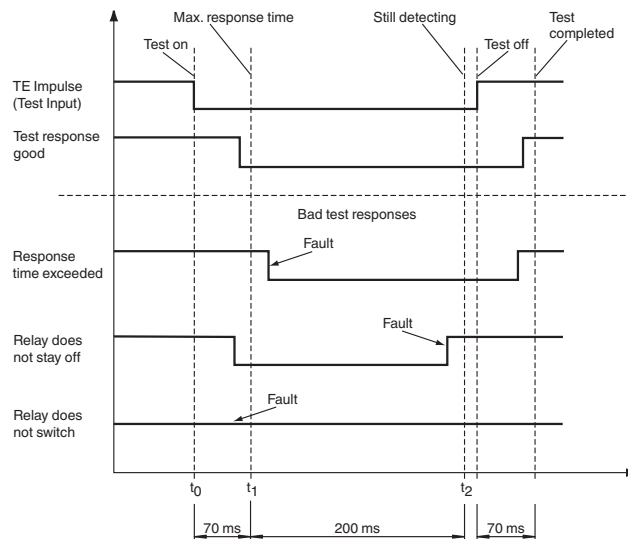 Max. response time
Still detecting
Test
completed
Test on
Test off
TE Impulse
(Test Input)
Test response
good
Bad test responses
Fault
Response
time exceeded
Fault
Relay does
not stay off
Fault
Relay does
not switch
t0
t1
t2
70 ms
200 ms
70 ms